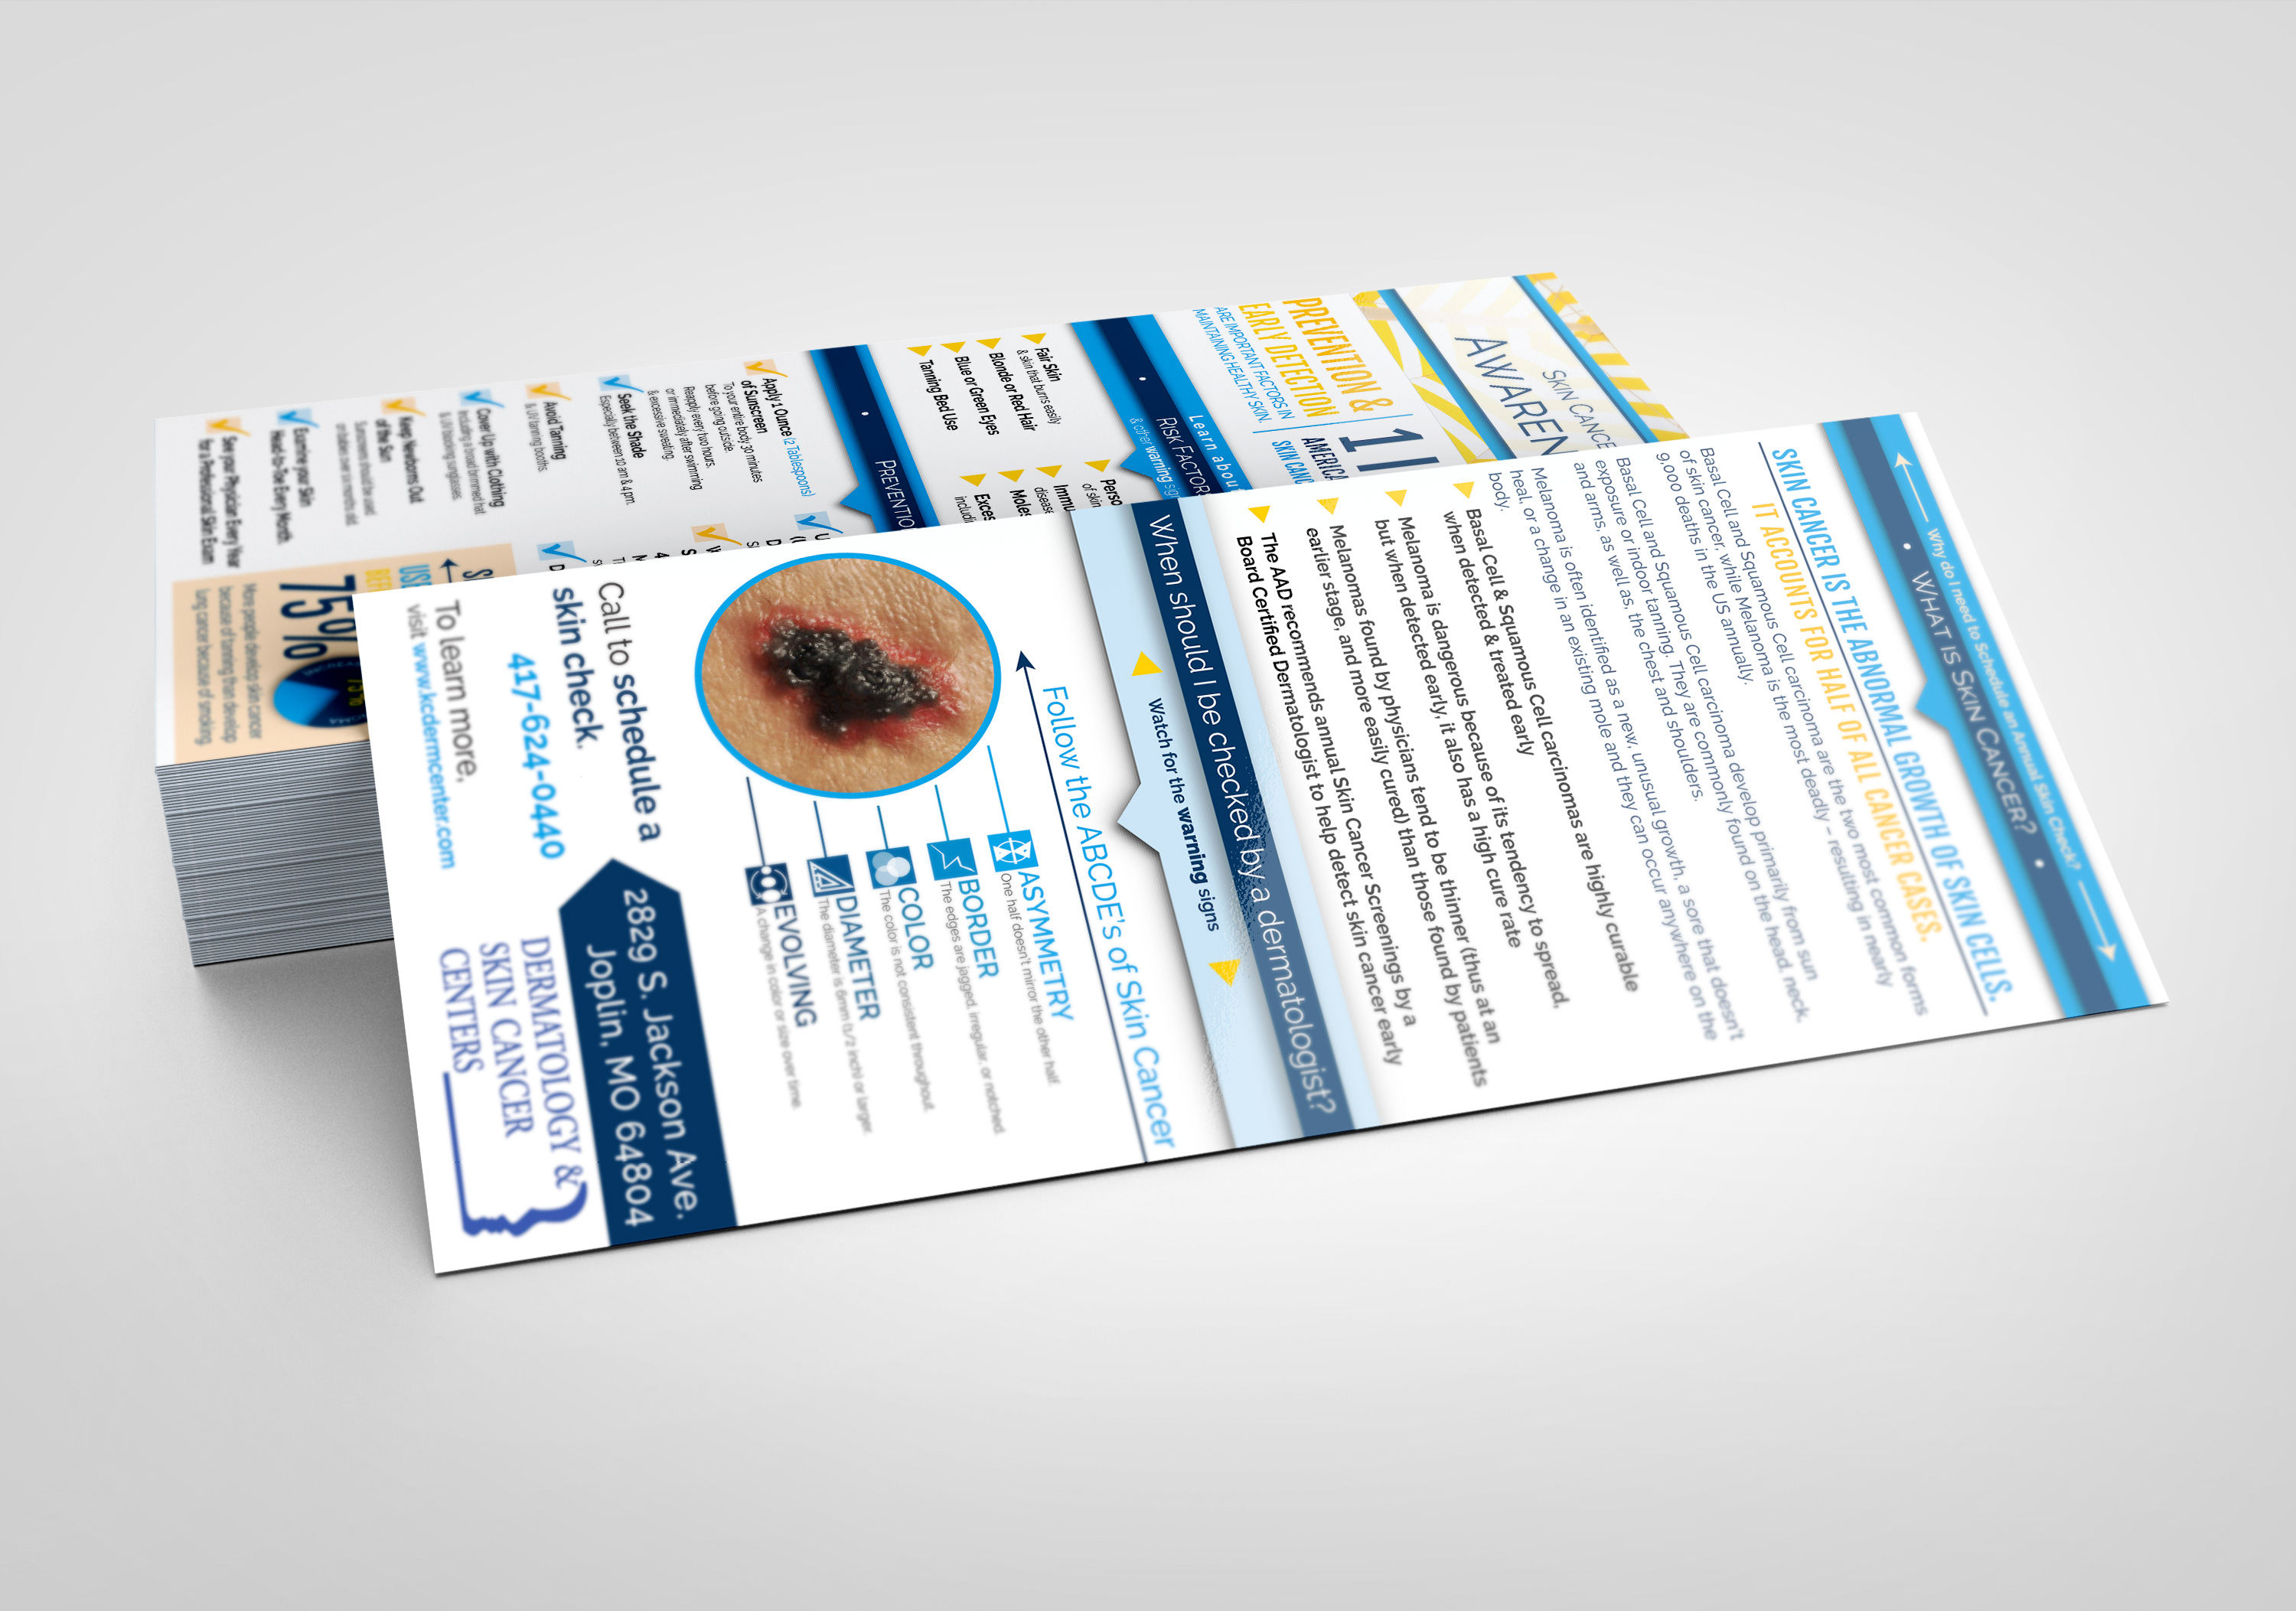 Why do I need to Schedule an Annual Skin Check?
• WHAT IS SKIN CANCER? •
SKIN CANCER IS THE ABNORMAL GROWTH OF SKIN CELLS.
IT ACCOUNTS FOR HALF OF ALL CANCER CASES.
Basal Cell and Squamous Cell carcinoma are the two most common forms
of skin cancer, while Melanoma is the most deadly – resulting in nearly
9,000 deaths in the US annually.
Basal Cell and Squamous Cell carcinoma develop primarily from sun
exposure or indoor tanning. They are commonly found on the head, neck,
and arms, as well as, the chest and shoulders.
Melanoma is often identified as a new, unusual growth, a sore that doesn't
heal, or a change in an existing mole and they can occur anywhere on the
body.
Basal Cell & Squamous Cell carcinomas are highly curable
when detected & treated early
Melanoma is dangerous because of its tendency to spread,
but when detected early, it also has a high cure rate
Melanomas found by physicians tend to be thinner (thus at an
earlier stage, and more easily cured) than those found by patients
The AAD recommends annual Skin Cancer Screenings by a
Board Certified Dermatologist to help detect skin cancer early
When should I be checked by a dermatologist?
Watch for the warning signs
Follow the ABCDE's of Skin Cancer
ASYMMETRY
One half doesn't mirror the other half.
BORDER
The edges are jagged, irregular, or notched.
COLOR
The color is not consistent throughout.
DIAMETER
The diameter is 6mm (1/2 inch) or larger.
EVOLVING
A change in color or size over time.
Call to schedule a
skin check.
417-624-0440
To learn more,
visit www.kcdermcenter.com
2829 S. Jackson Ave.
Joplin, MO 64804
DERMATOLOGY &
SKIN CANCER
CENTERS
SKIN CANCE
AWAREN
PREVENTION &
EARLY DETECTION
ARE IMPORTANT FACTORS IN
MAINTAINING HEALTHY SKIN.
AMERICA
SKIN CANC
Learn abou
• RISK FACTOR
& other warning sig
Fair Skin
& skin that burns easily
Blonde or Red Hair
Blue or Green Eyes
Tanning Bed Use
Perso
of skin
Immu
disease
Moles
Exces
includi
• PREVENTIO
Apply 1 Ounce (2 Tablespoons)
of Sunscreen
To your entire body 30 minutes
before going outside.
Reapply every two hours.
or immediately after swimming
& excessive sweating.
Seek the Shade
Especially between 10 am & 4 pm.
Avoid Tanning
& UV tanning booths.
Cover Up with Clothing
including a broad brimmed hat
& UV blocking sunglasses.
Keep Newborns Out
of the Sun
Sunscreens should be used
on babies over six months old.
Examine your Skin
Head-to-Toe Every Month.
See your Physician Every Year
for a Professional Skin Exam
75%
More people develop skin cancer
because of tanning than develop
lung cancer because of smoking.